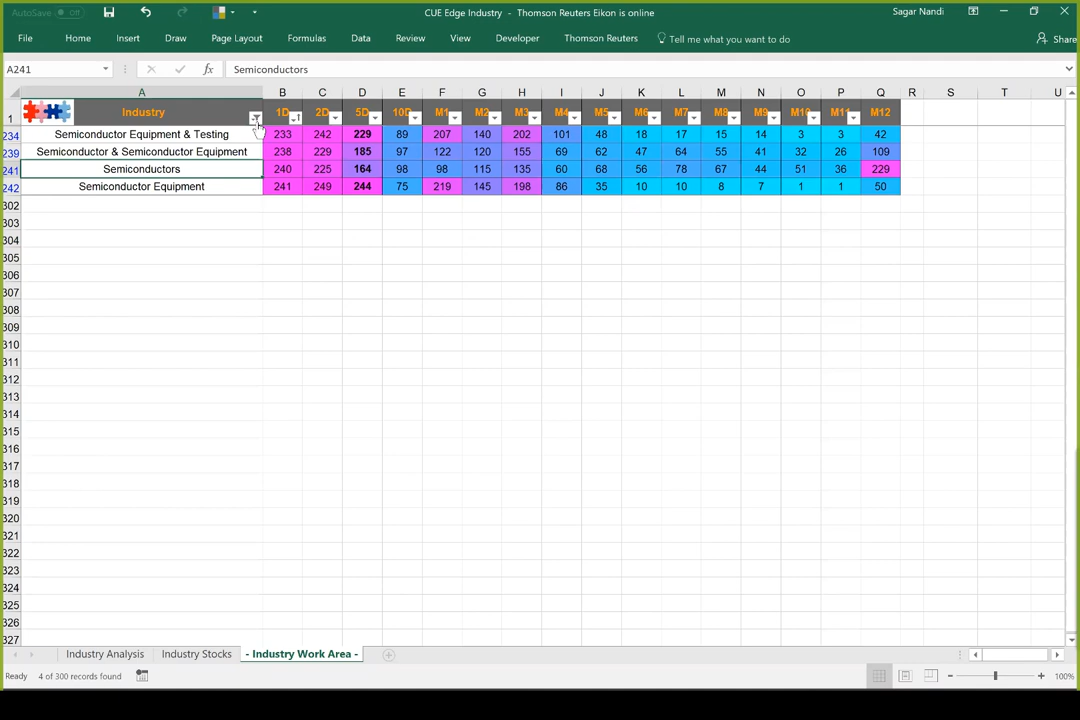 AutoSave Off
CUE Edge Industry - Thomson Reuters Eikon is online
Sagar Nandi
File Home Insert Draw Page Layout Formulas Data Review View Developer Thomson Reuters Tell me what you want to do Share
A241 fx Semiconductors
A B C D E F G H I J K L M N O P Q R S T U
1 Industry 1D 2D 5D 10D M1 M2 M3 M4 M5 M6 M7 M8 M9 M10 M11 M12
234 Semiconductor Equipment & Testing 233 242 229 89 207 140 202 101 48 18 17 15 14 3 3 42
239 Semiconductor & Semiconductor Equipment 238 229 185 97 122 120 155 69 62 47 64 55 41 32 26 109
241 Semiconductors 240 225 164 98 98 115 135 60 68 56 78 67 44 51 36 229
242 Semiconductor Equipment 241 249 244 75 219 145 198 86 35 10 10 8 7 1 1 50
302
303
304
305
306
307
308
309
310
311
312
313
314
315
316
317
318
319
320
321
322
323
324
325
326
327
Industry Analysis Industry Stocks - Industry Work Area -
Ready 4 of 300 records found 100%